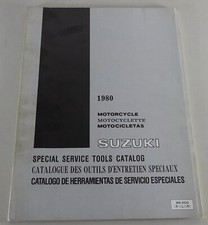 1980
MOTORCYCLE
MOTOCYCLETTE
MOTOCICLETAS
SUZUKI
SPECIAL SERVICE TOOLS CATALOG
CATALOGUE DES OUTILS D'ENTRETIEN SPECIAUX
CATALOGO DE HERRAMIENTAS DE SERVICIO ESPECIALES